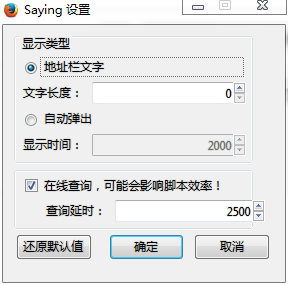 Saying 设置
显示类型
地址栏文字
文字长度： 0
自动弹出
显示时间： 2000
在线查询，可能会影响脚本效率！
查询延时： 2500
还原默认值 确定 取消